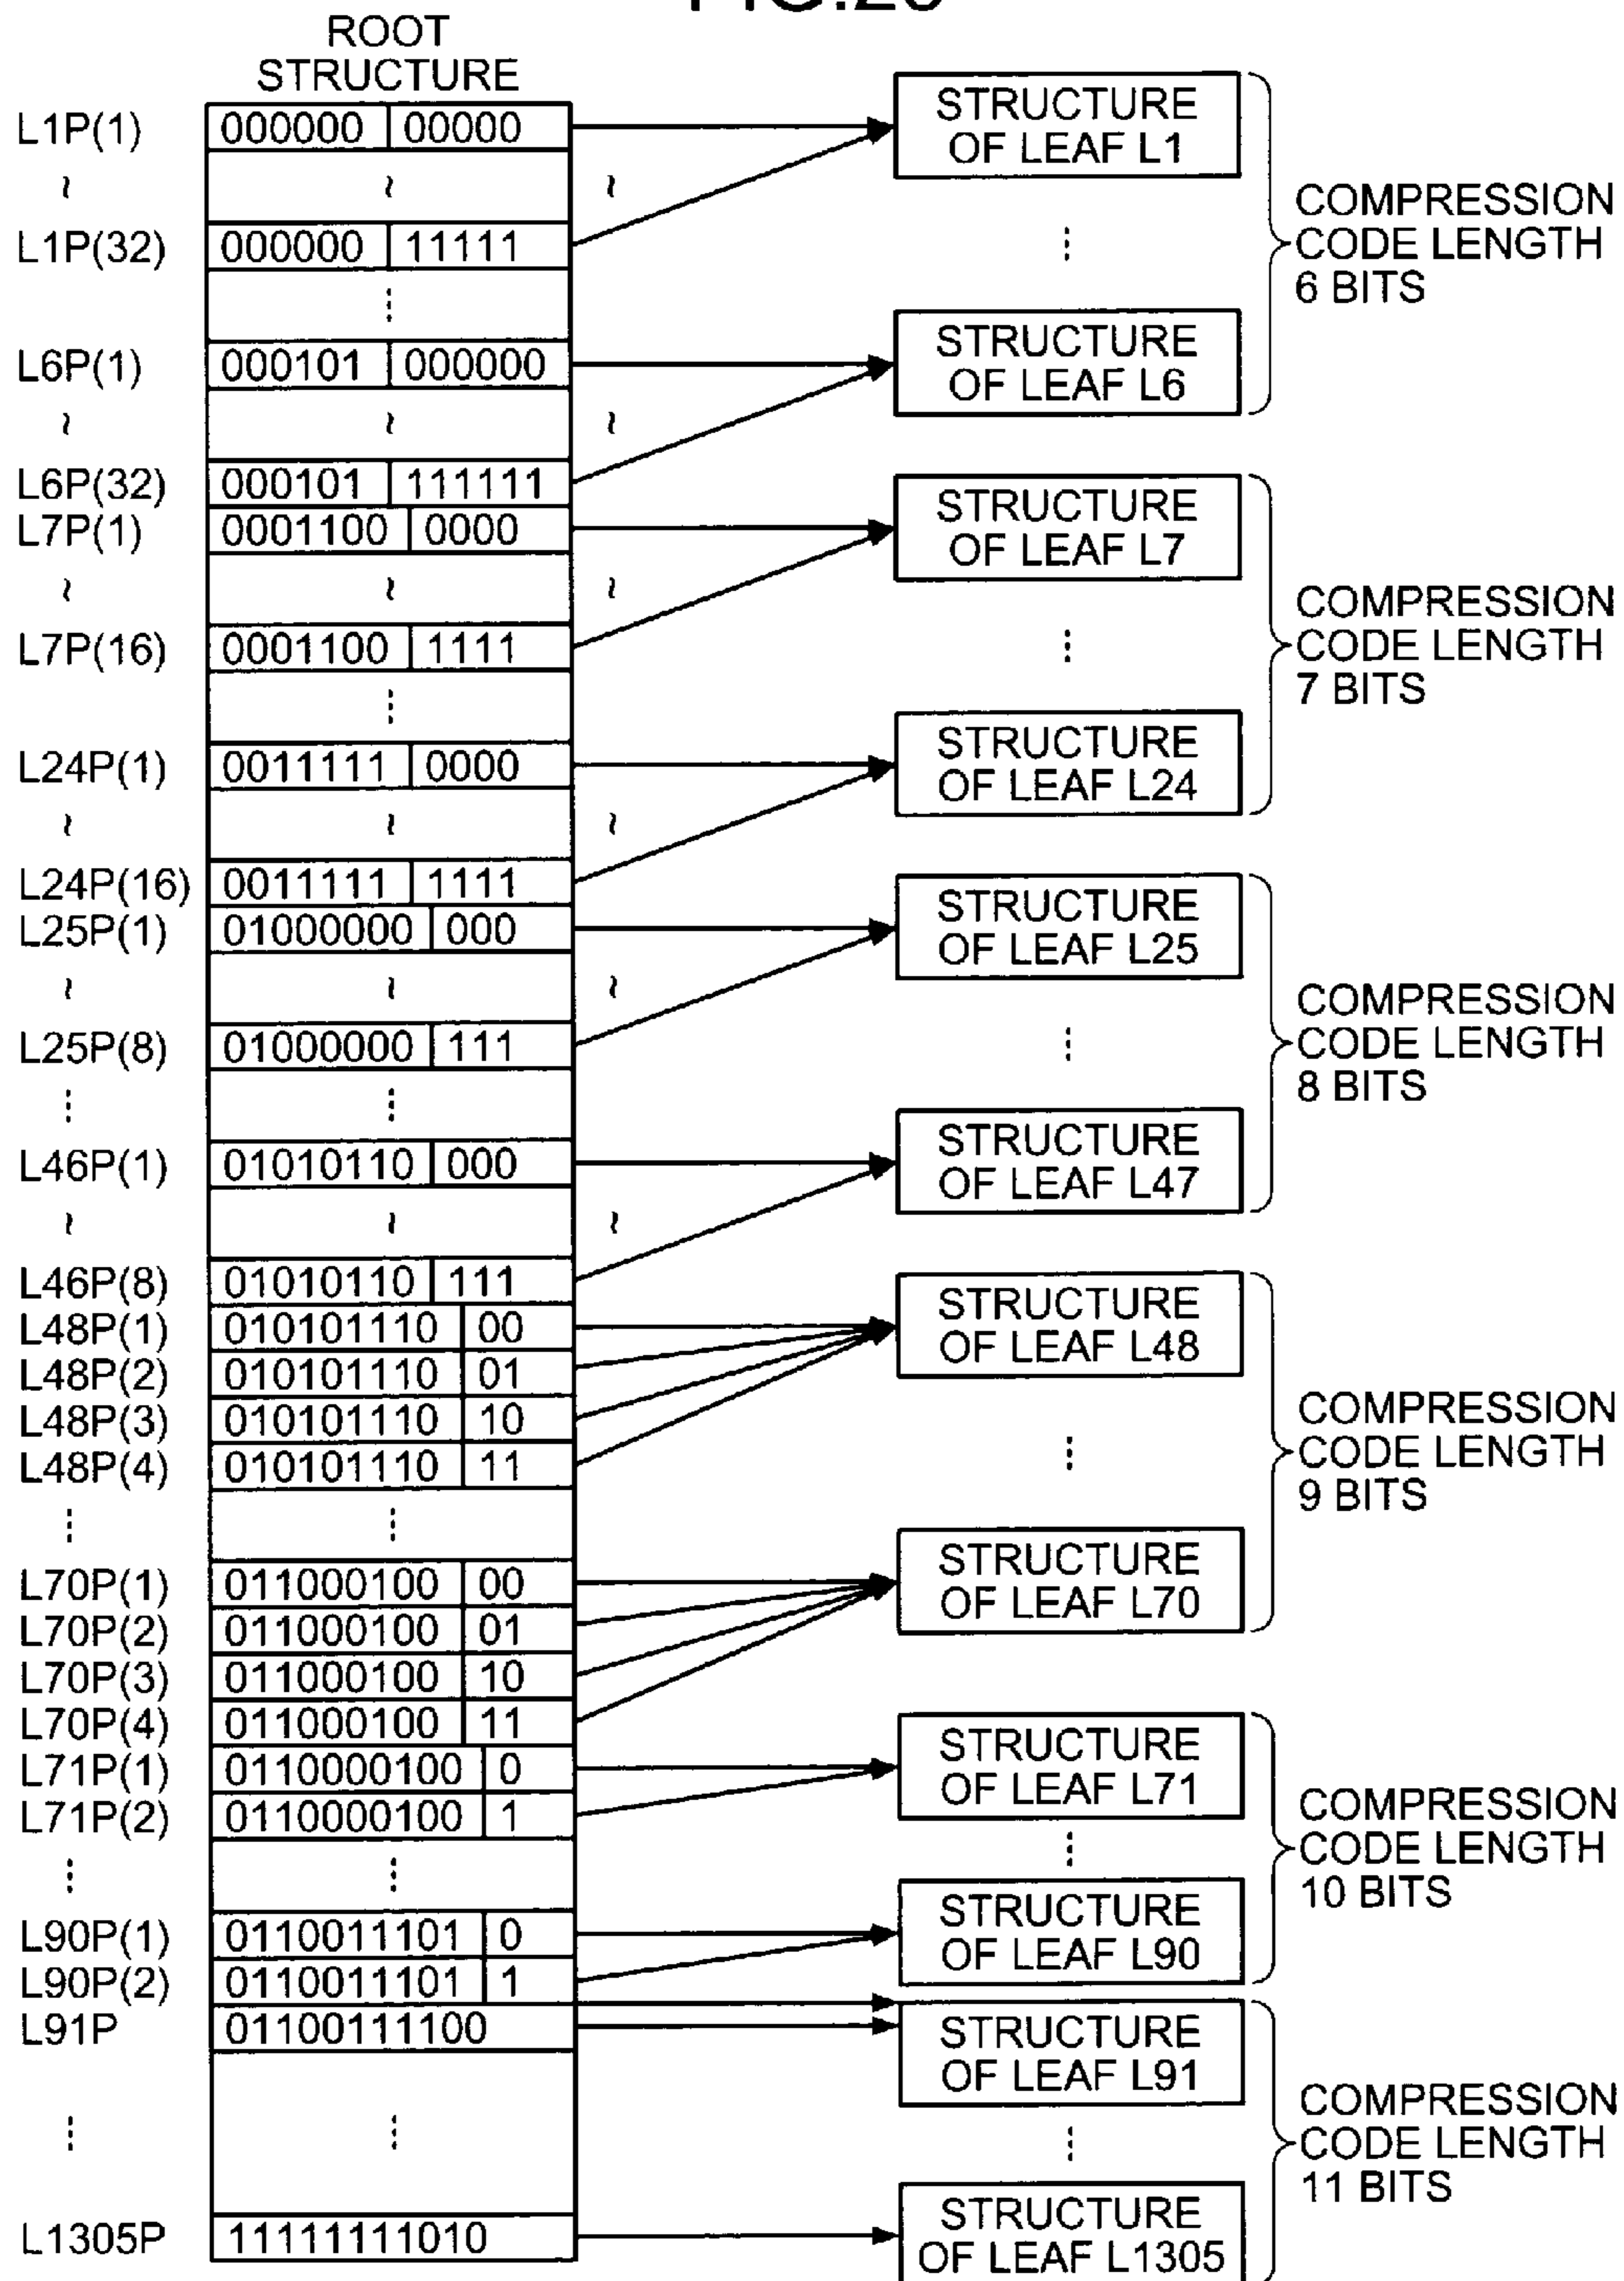 ROOT
STRUCTURE
L1P(1) 000000 00000
L1P(32) 000000 11111
L6P(1) 000101 000000
L6P(32) 000101 111111
L7P(1) 0001100 0000
L7P(16) 0001100 1111
L24P(1) 0011111 0000
L24P(16) 0011111 1111
L25P(1) 01000000 000
L25P(8) 01000000 111
L46P(1) 01010110 000
L46P(8) 01010110 111
L48P(1) 010101110 00
L48P(2) 010101110 01
L48P(3) 010101110 10
L48P(4) 010101110 11
L70P(1) 011000100 00
L70P(2) 011000100 01
L70P(3) 011000100 10
L70P(4) 011000100 11
L71P(1) 0110000100 0
L71P(2) 0110000100 1
L90P(1) 0110011101 0
L90P(2) 0110011101 1
L91P 01100111100
L1305P 11111111010
STRUCTURE
OF LEAF L1
STRUCTURE
OF LEAF L6
STRUCTURE
OF LEAF L7
STRUCTURE
OF LEAF L24
STRUCTURE
OF LEAF L25
STRUCTURE
OF LEAF L47
STRUCTURE
OF LEAF L48
STRUCTURE
OF LEAF L70
STRUCTURE
OF LEAF L71
STRUCTURE
OF LEAF L90
STRUCTURE
OF LEAF L91
STRUCTURE
OF LEAF L1305
COMPRESSION
CODE LENGTH
6 BITS
COMPRESSION
CODE LENGTH
7 BITS
COMPRESSION
CODE LENGTH
8 BITS
COMPRESSION
CODE LENGTH
9 BITS
COMPRESSION
CODE LENGTH
10 BITS
COMPRESSION
CODE LENGTH
11 BITS